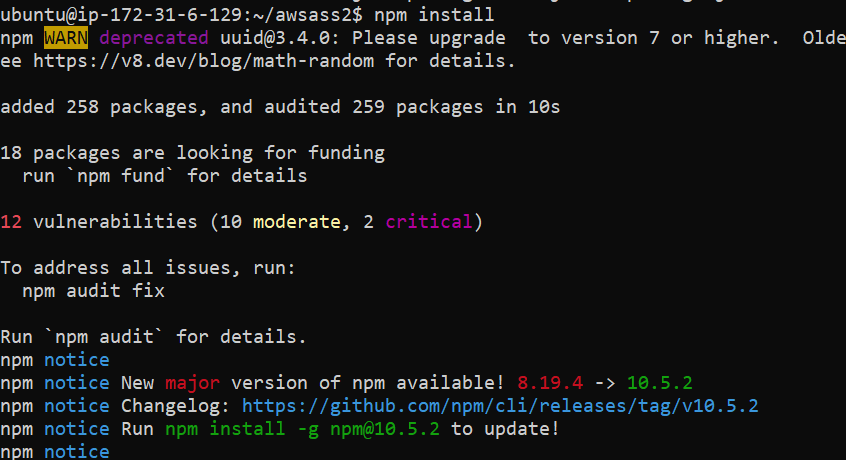 ubuntu@ip-172-31-6-129:~/awsass2$ npm install
npm WARN deprecated uuid@3.4.0: Please upgrade  to version 7 or higher.  Olde
ee https://v8.dev/blog/math-random for details.
added 258 packages, and audited 259 packages in 10s
18 packages are looking for funding
  run `npm fund` for details
12 vulnerabilities (10 moderate, 2 critical)
To address all issues, run:
  npm audit fix
Run `npm audit` for details.
npm notice
npm notice New major version of npm available! 8.19.4 -> 10.5.2
npm notice Changelog: https://github.com/npm/cli/releases/tag/v10.5.2
npm notice Run npm install -g npm@10.5.2 to update!
npm notice